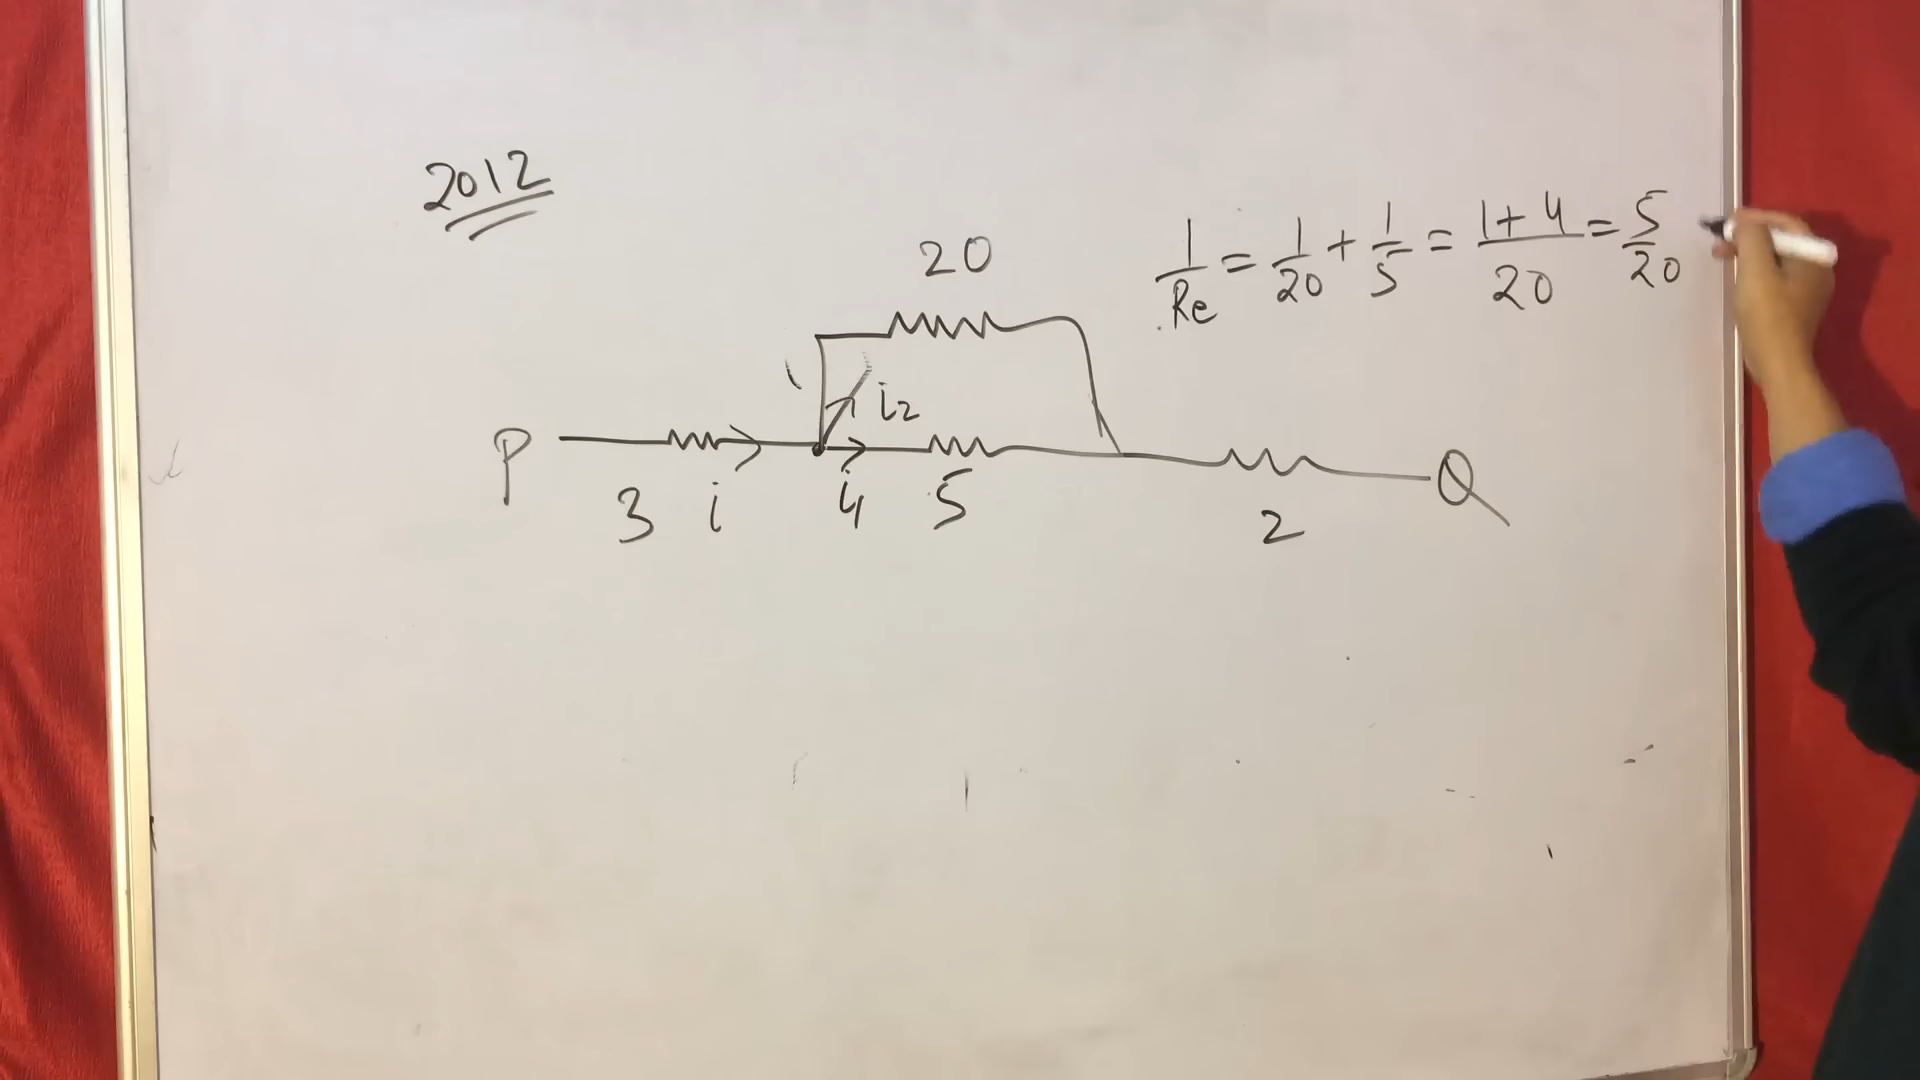 2012
20
1/Re = 1/20 + 1/5 = 1+4/20 = 5/20
i2
P
3 i i1 5
2
Q